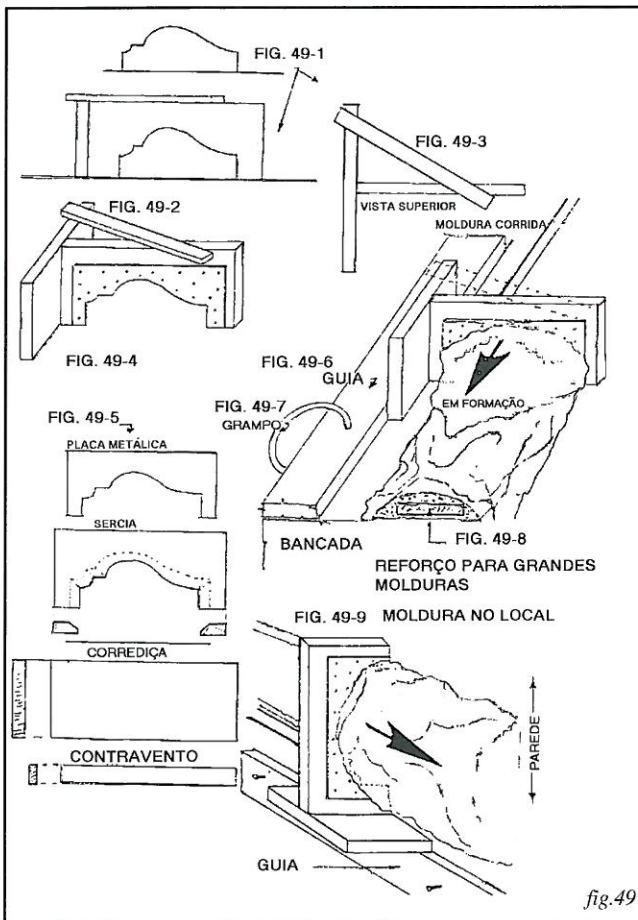 FIG. 49-1
FIG. 49-3
FIG. 49-2
VISTA SUPERIOR
MOLDURA CORRIDA
FIG. 49-4
FIG. 49-6
GUIA
FIG. 49-7
GRAMPO
EM FORMAÇÃO
FIG. 49-5
PLACA METÁLICA
SERCIA
BANCADA
FIG. 49-8
REFORÇO PARA GRANDES
MOLDURAS
FIG. 49-9 MOLDURA NO LOCAL
CORREDIÇA
PAREDE
CONTRAVENTO
GUIA
fig.49